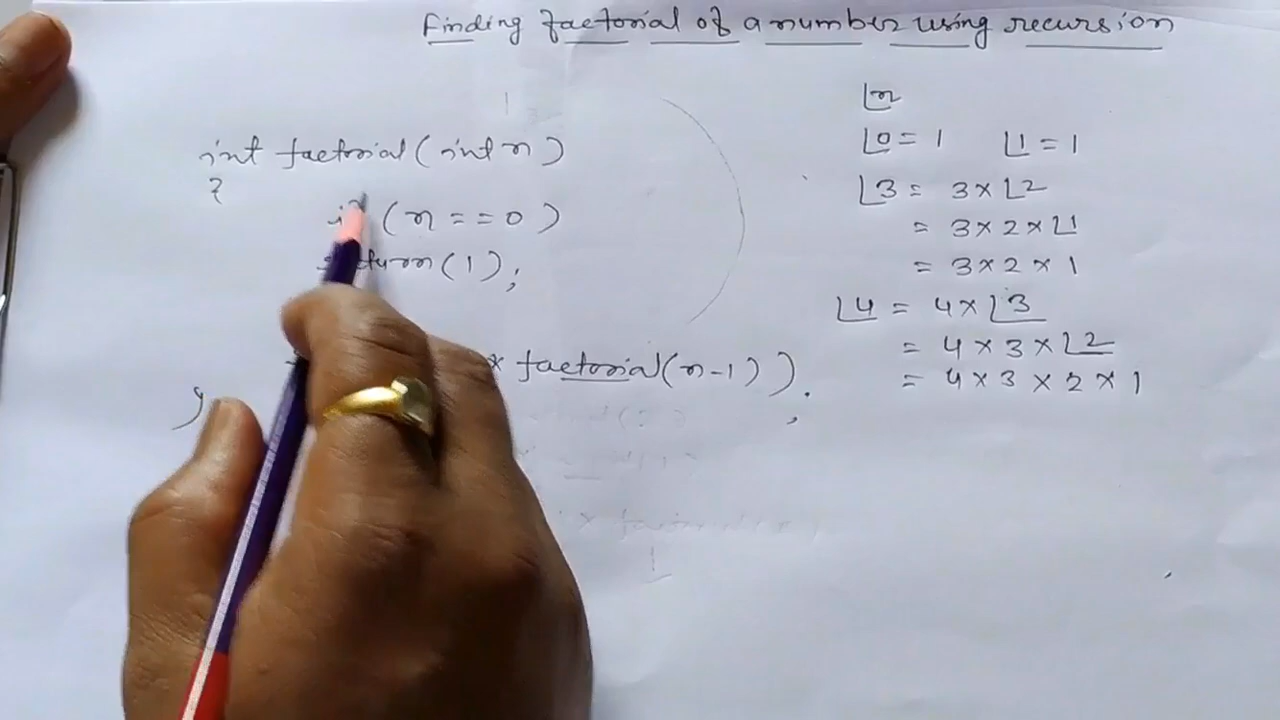 Finding factorial of a number using recursion
int factorial(int n)
{
if (n==0)
return(1);
* factorial(n-1)).
;
}
⌊n
⌊0 = 1 ⌊1 = 1
⌊3 = 3×⌊2
= 3×2×⌊1
= 3×2×1
⌊4 = 4×⌊3
= 4×3×⌊2
= 4×3×2×1